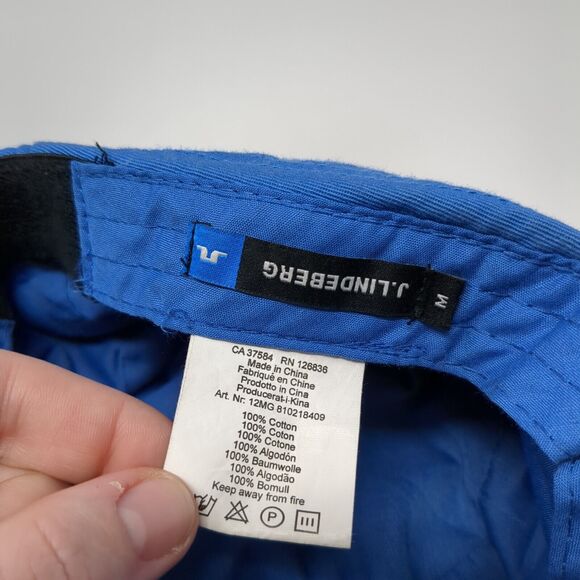 J.LINDEBERG
M
CA 37584 RN 126836
Made in China
Fabriqué en Chine
Prodotto in Cina
Producerat-i-Kina
Art. Nr: 12MG 810218409
100% Cotton
100% Coton
100% Cotone
100% Algodón
100% Baumwolle
100% Algodão
100% Bomull
Keep away from fire
P